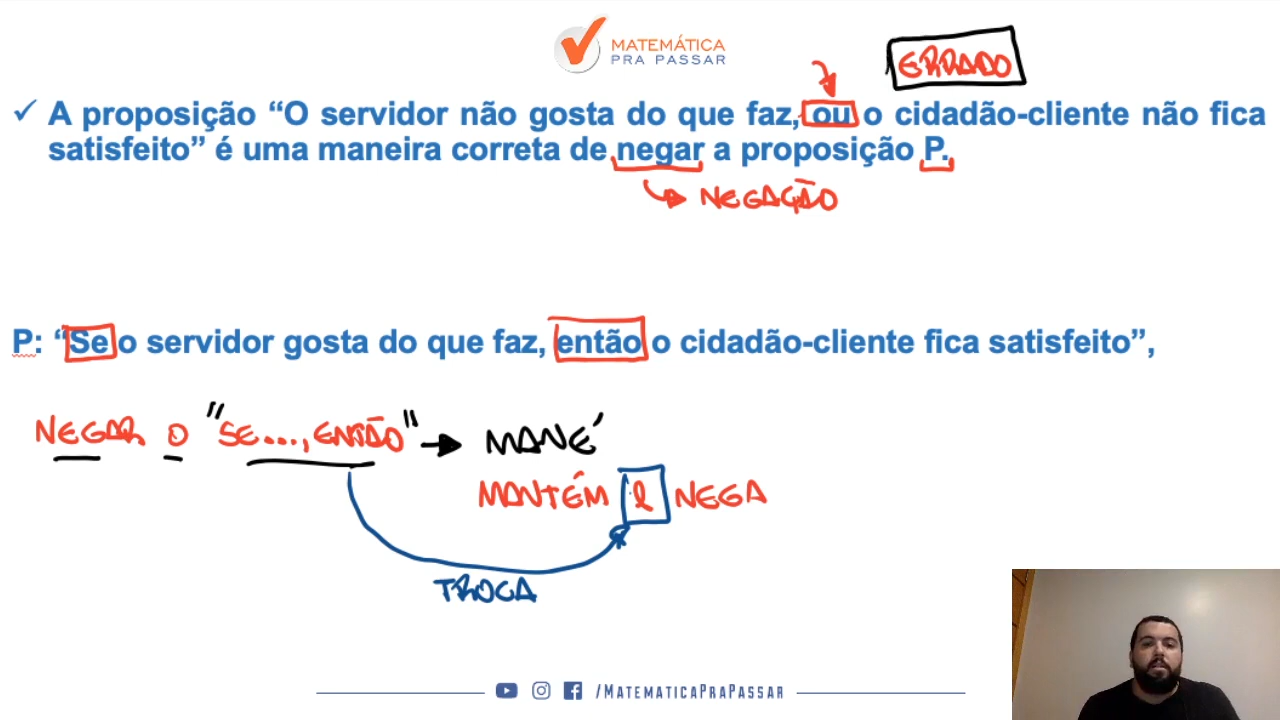 MATEMÁTICA
PRA PASSAR
ERRADO
✓ A proposição “O servidor não gosta do que faz, ou o cidadão-cliente não fica
satisfeito” é uma maneira correta de negar a proposição P.
NEGAÇÃO
P: “Se o servidor gosta do que faz, então o cidadão-cliente fica satisfeito”,
NEGAR O "SE...., ENTÃO" → MANÉ
MANTÉM e NEGA
TROCA
/MATEMATICAPRAPASSAR